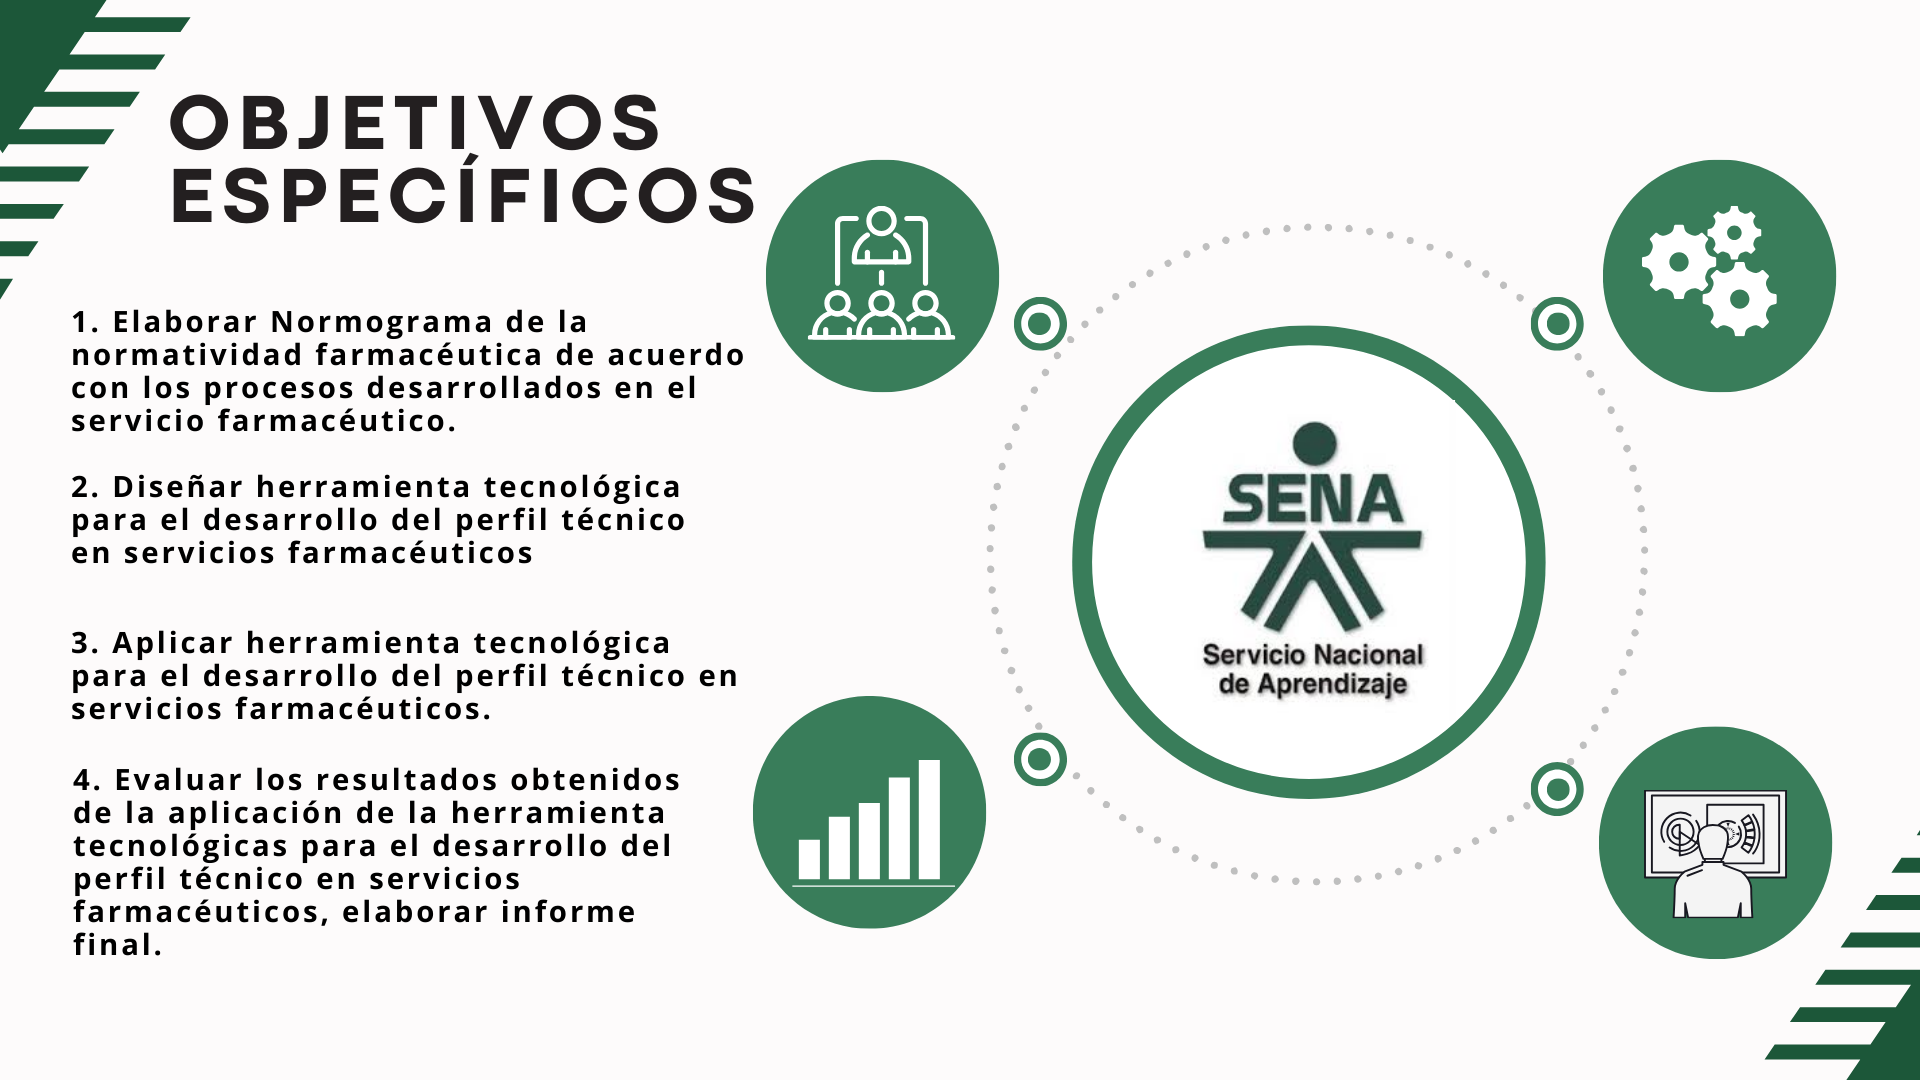 OBJETIVOS
ESPECÍFICOS
1. Elaborar Normograma de la
normatividad farmacéutica de acuerdo
con los procesos desarrollados en el
servicio farmacéutico.
2. Diseñar herramienta tecnológica
para el desarrollo del perfil técnico
en servicios farmacéuticos
3. Aplicar herramienta tecnológica
para el desarrollo del perfil técnico en
servicios farmacéuticos.
4. Evaluar los resultados obtenidos
de la aplicación de la herramienta
tecnológicas para el desarrollo del
perfil técnico en servicios
farmacéuticos, elaborar informe
final.
SENA
Servicio Nacional
de Aprendizaje